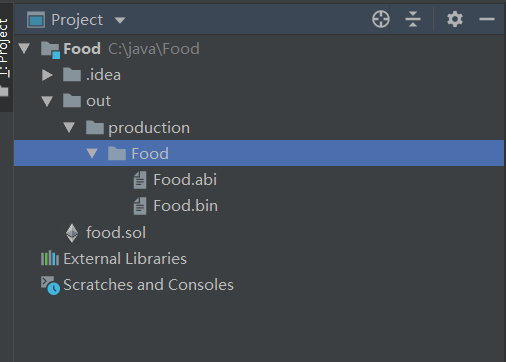 1: Project
Project
Food C:\java\Food
.idea
out
production
Food
Food.abi
Food.bin
food.sol
External Libraries
Scratches and Consoles